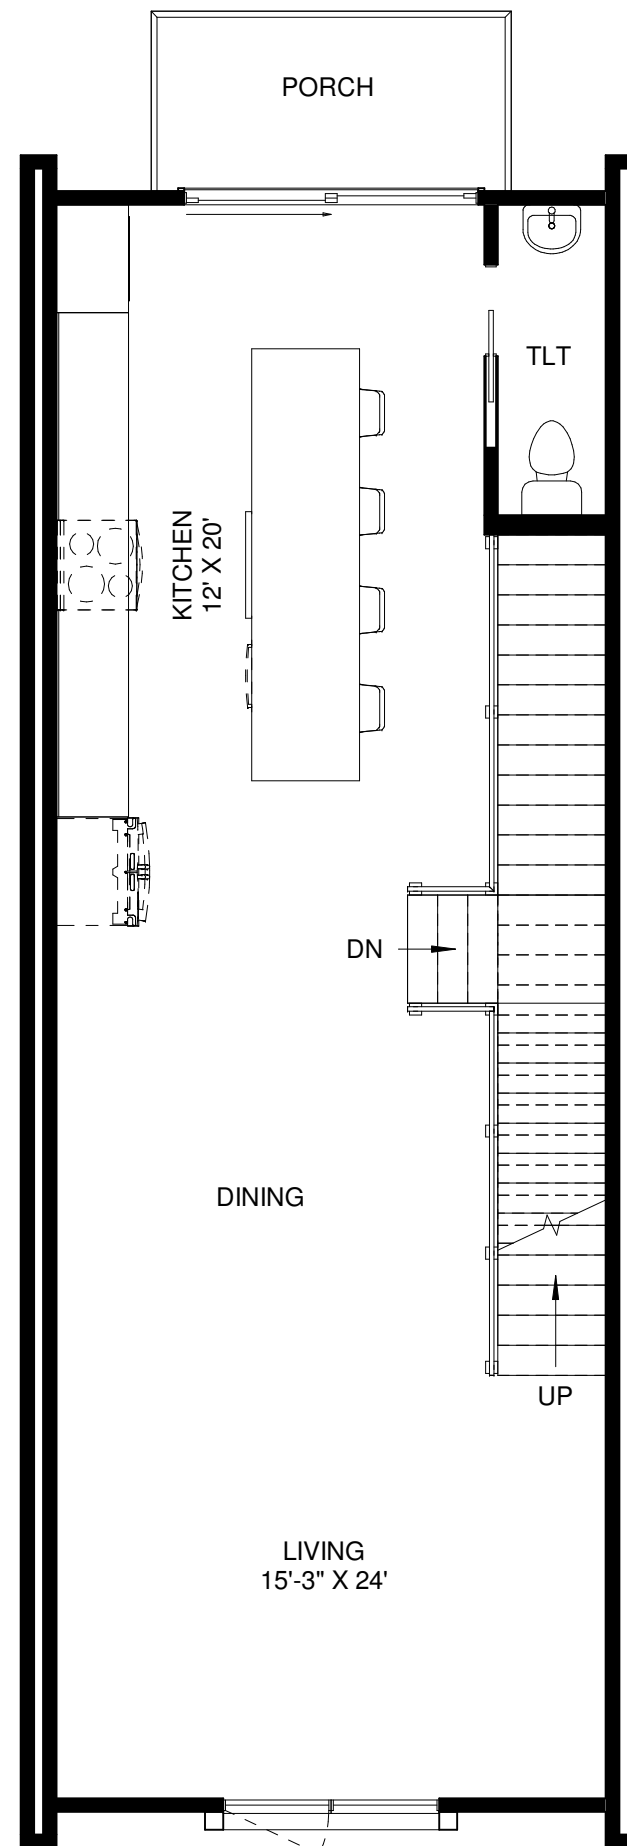 PORCH
TLT
KITCHEN
12' X 20'
DN
DINING
UP
LIVING
15'-3" X 24'